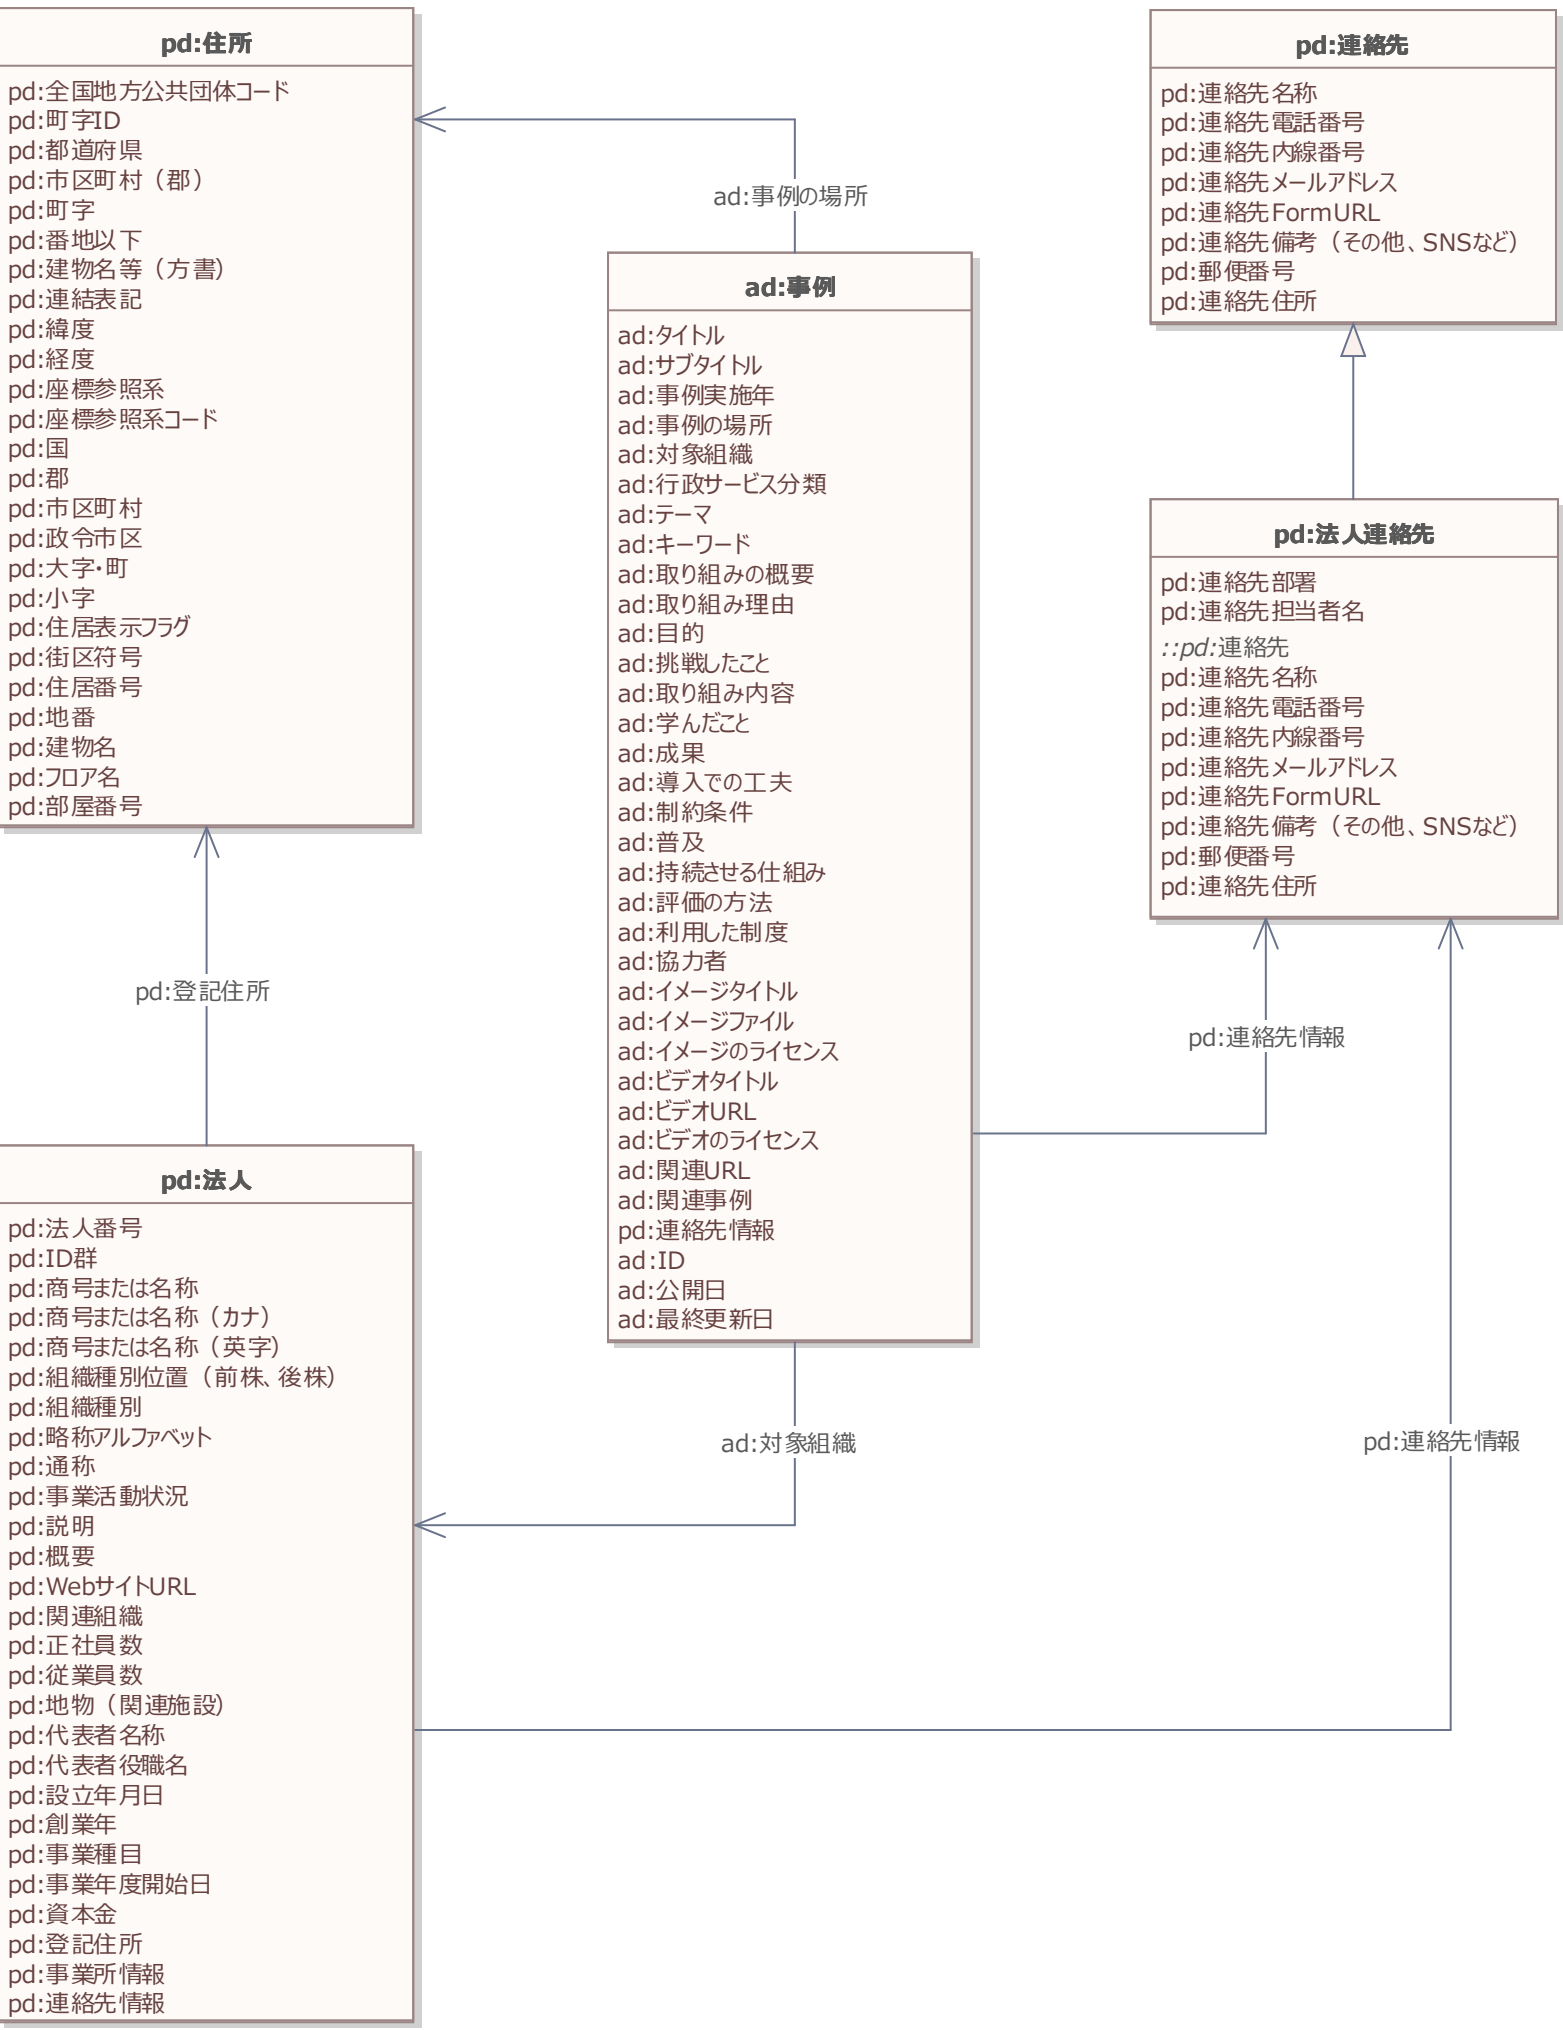 pd:住所
pd:全国地方公共団体コード
pd:町字ID
pd:都道府県
pd:市区町村（郡）
pd:町字
pd:番地以下
pd:建物名等（方書）
pd:連結表記
pd:緯度
pd:経度
pd:座標参照系
pd:座標参照系コード
pd:国
pd:郡
pd:市区町村
pd:政令市区
pd:大字・町
pd:小字
pd:住居表示フラグ
pd:街区符号
pd:住居番号
pd:地番
pd:建物名
pd:フロア名
pd:部屋番号
pd:登記住所
pd:法人
pd:法人番号
pd:ID群
pd:商号または名称
pd:商号または名称（カナ）
pd:商号または名称（英字）
pd:組織種別位置（前株、後株）
pd:組織種別
pd:略称アルファベット
pd:通称
pd:事業活動状況
pd:説明
pd:概要
pd:WebサイトURL
pd:関連組織
pd:正社員数
pd:従業員数
pd:地物（関連施設）
pd:代表者名称
pd:代表者役職名
pd:設立年月日
pd:創業年
pd:事業種目
pd:事業年度開始日
pd:資本金
pd:登記住所
pd:事業所情報
pd:連絡先情報
ad:事例の場所
ad:事例
ad:タイトル
ad:サブタイトル
ad:事例実施年
ad:事例の場所
ad:対象組織
ad:行政サービス分類
ad:テーマ
ad:キーワード
ad:取り組みの概要
ad:取り組み理由
ad:目的
ad:挑戦したこと
ad:取り組み内容
ad:学んだこと
ad:成果
ad:導入での工夫
ad:制約条件
ad:普及
ad:持続させる仕組み
ad:評価の方法
ad:利用した制度
ad:協力者
ad:イメージタイトル
ad:イメージファイル
ad:イメージのライセンス
ad:ビデオタイトル
ad:ビデオURL
ad:ビデオのライセンス
ad:関連URL
ad:関連事例
pd:連絡先情報
ad:ID
ad:公開日
ad:最終更新日
ad:対象組織
pd:連絡先
pd:連絡先名称
pd:連絡先電話番号
pd:連絡先内線番号
pd:連絡先メールアドレス
pd:連絡先FormURL
pd:連絡先備考（その他、SNSなど）
pd:郵便番号
pd:連絡先住所
pd:法人連絡先
pd:連絡先部署
pd:連絡先担当者名
::pd:連絡先
pd:連絡先名称
pd:連絡先電話番号
pd:連絡先内線番号
pd:連絡先メールアドレス
pd:連絡先FormURL
pd:連絡先備考（その他、SNSなど）
pd:郵便番号
pd:連絡先住所
pd:連絡先情報
pd:連絡先情報